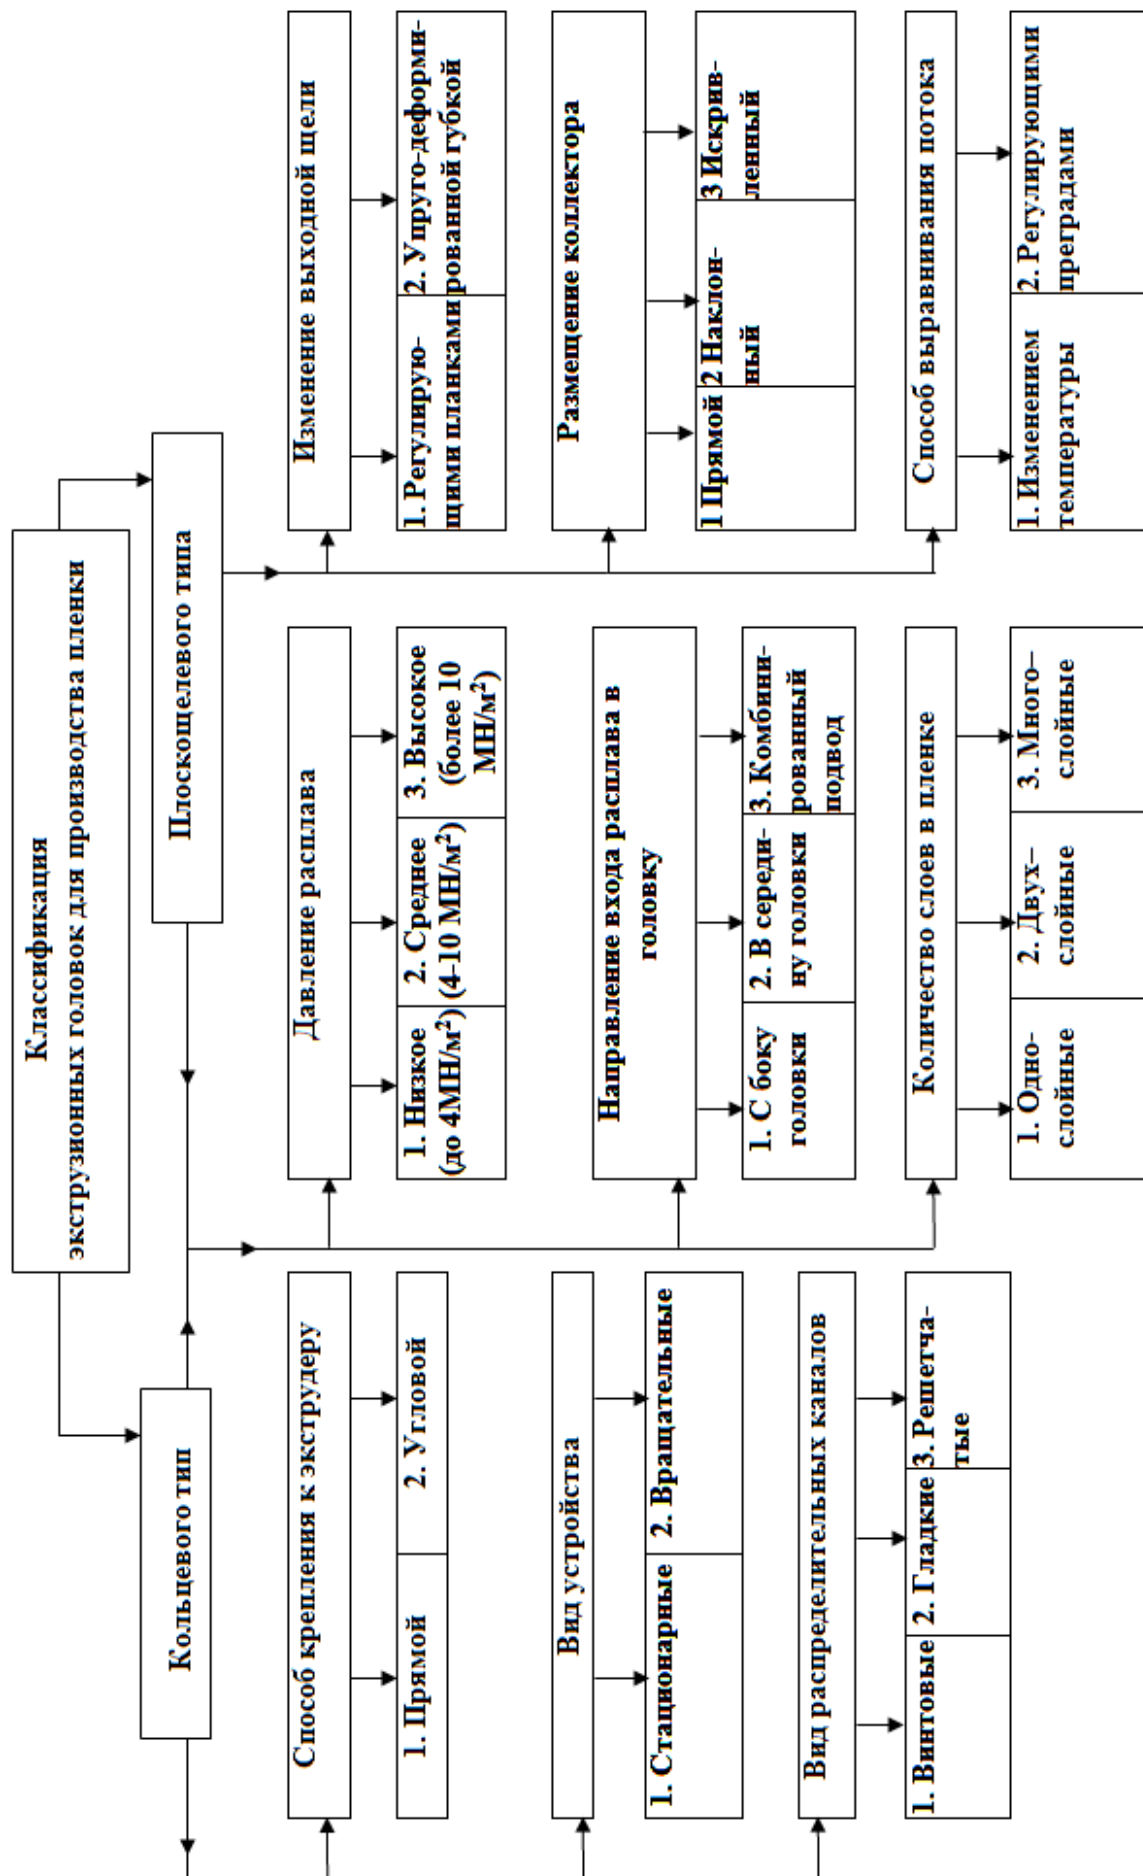 Классификация
экструзионных головок для производства пленки
Кольцевого тип
Плоскощелевого типа
Способ крепления к экструдеру
1. Прямой
2. Угловой
Вид устройства
1. Стационарные
2. Вращательные
Вид распределительных каналов
1. Винтовые
2. Гладкие
3. Решетча-
тые
Давление расплава
1. Низкое
(до 4МН/м²)
2. Среднее
(4-10 МН/м²)
3. Высокое
(более 10
МН/м²)
Направление входа расплава в
головку
1. С боку
головки
2. В середи-
ну головки
3. Комбини-
рованный
подвод
Количество слоев в пленке
1. Одно-
слойные
2. Двух–
слойные
3. Много–
слойные
Изменение выходной щели
1. Регулирую-
щими планками
2. Упруго-деформи-
рованной губкой
Размещение коллектора
1 Прямой
2 Наклон-
ный
3 Искрив-
ленный
Способ выравнивания потока
1. Изменением
температуры
2. Регулирующими
преградами